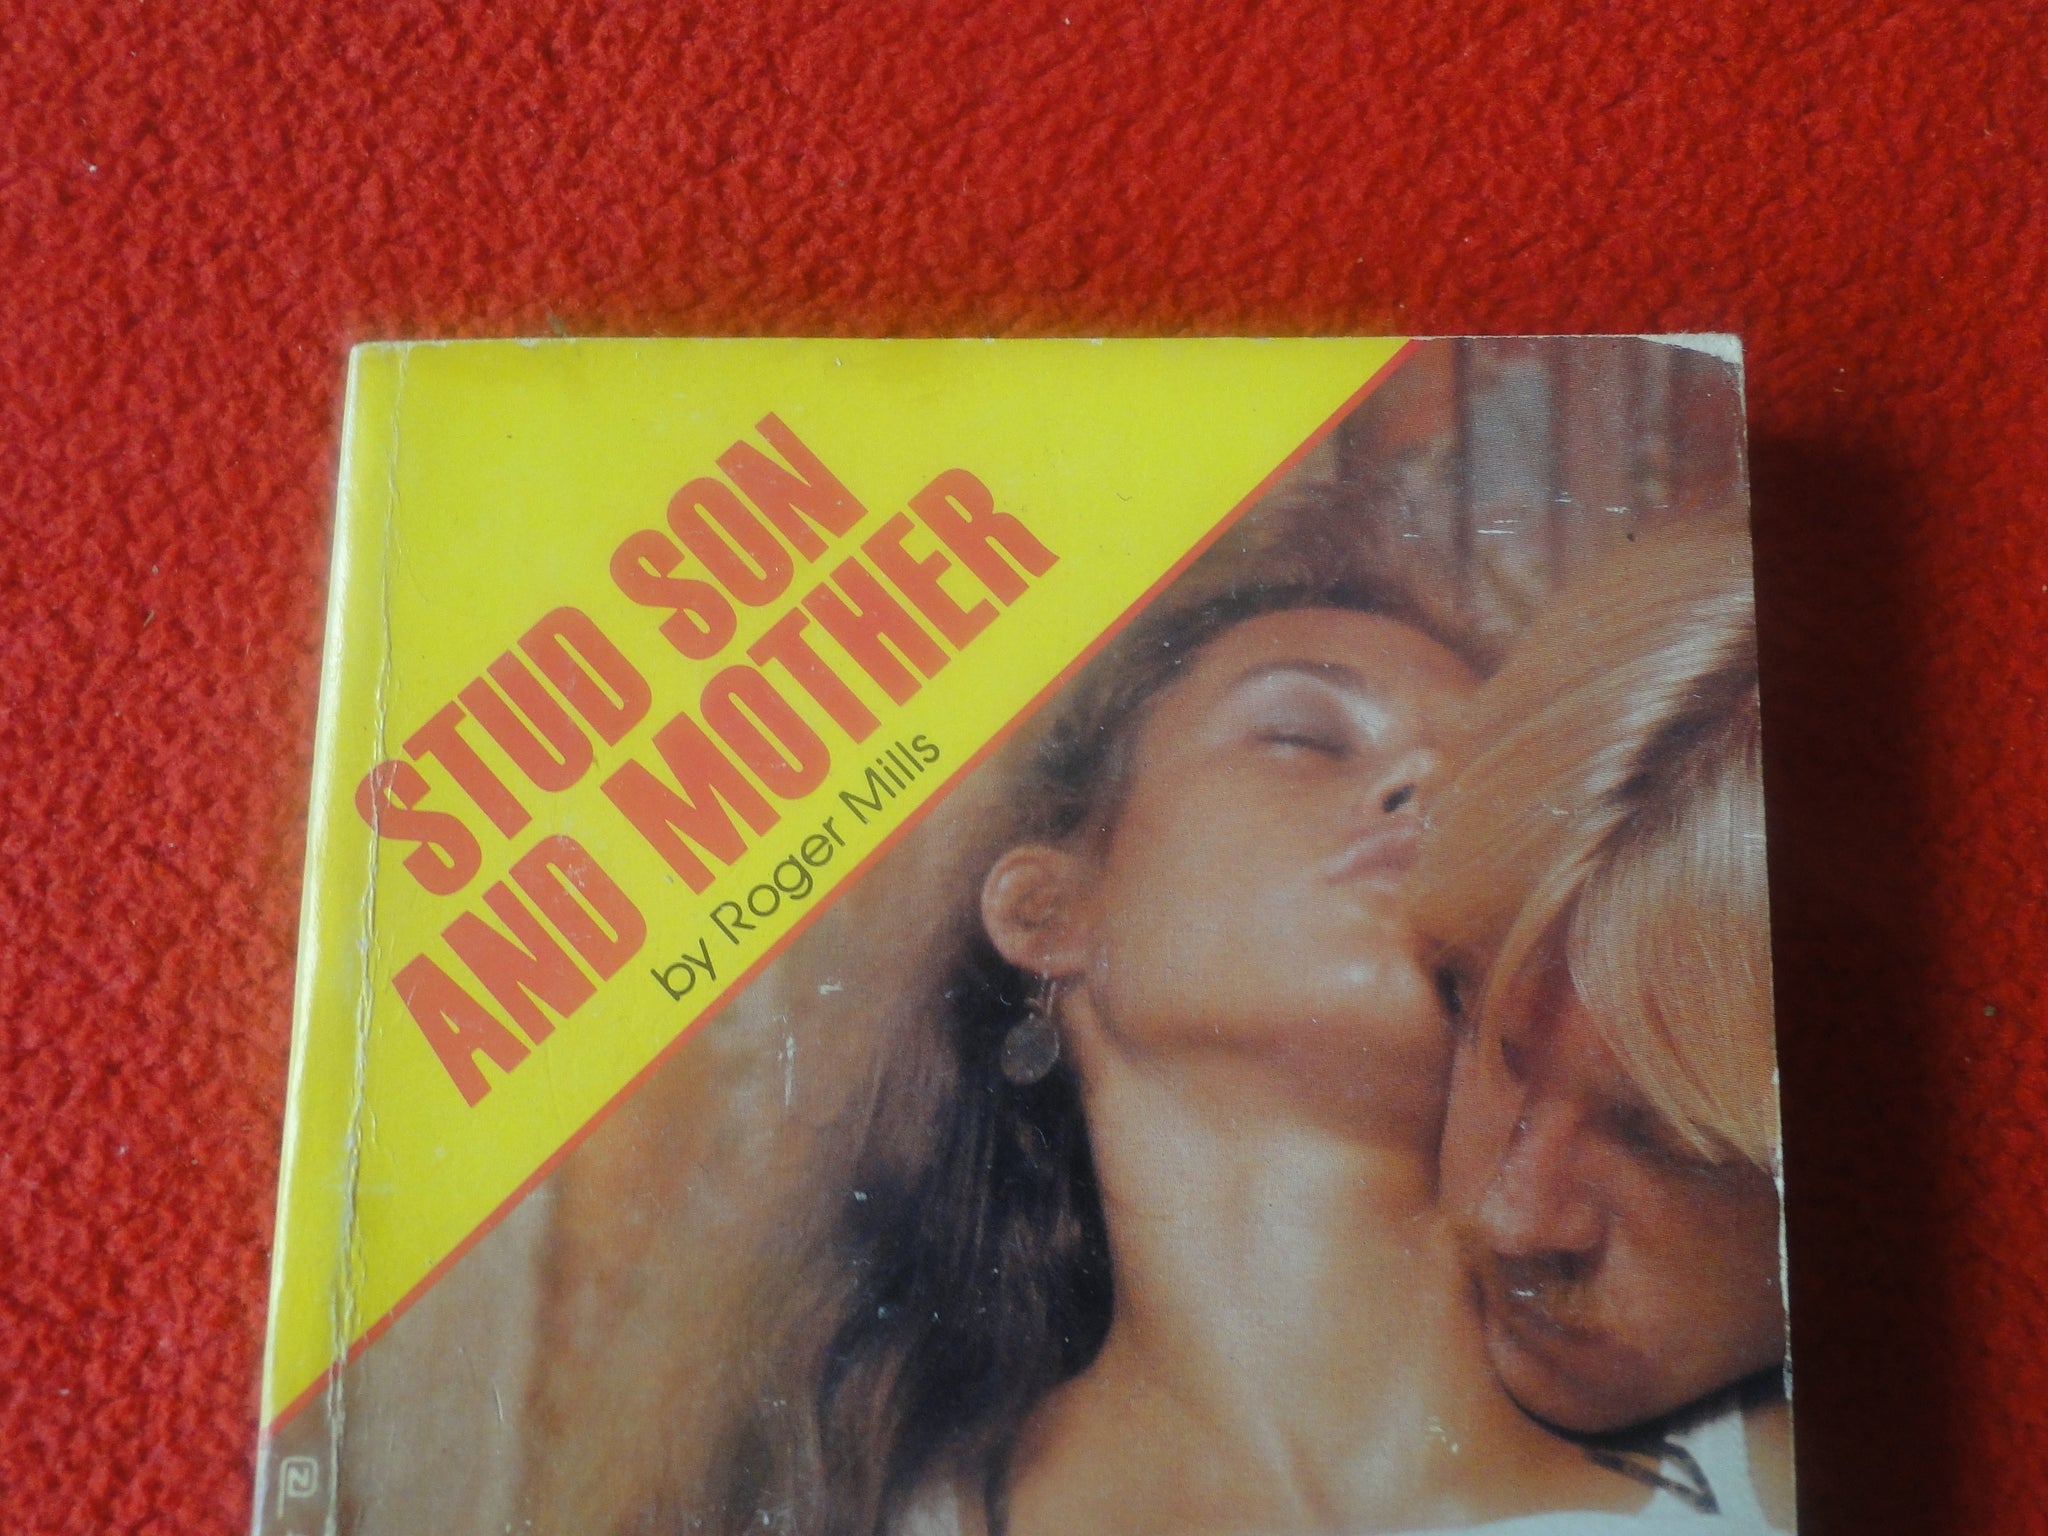 STUD SON
AND MOTHER
by Roger Mills